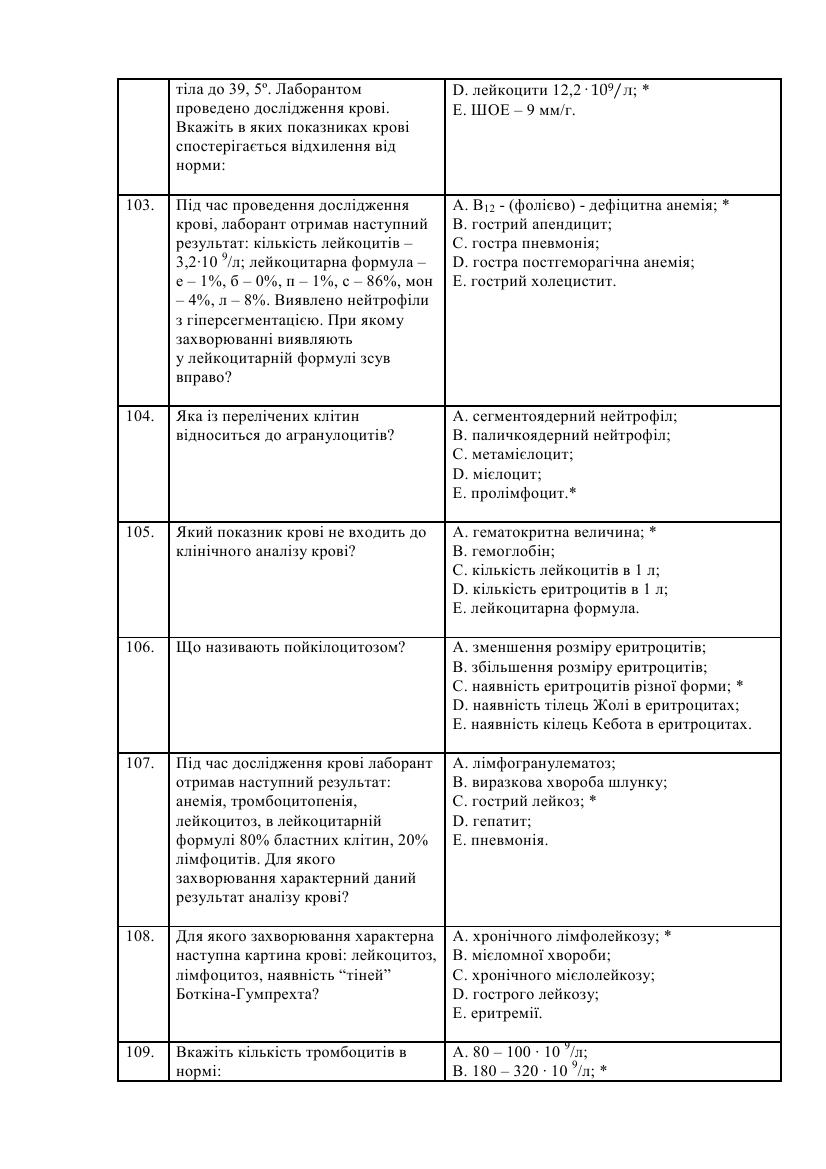 тіла до 39, 5º. Лаборантом
проведено дослідження крові.
Вкажіть в яких показниках крові
спостерігається відхилення від
норми:
D. лейкоцити 12,2 · 10⁹/л; *
E. ШОЕ – 9 мм/г.
103.
Під час проведення дослідження
крові, лаборант отримав наступний
результат: кількість лейкоцитів –
3,2·10 ⁹/л; лейкоцитарна формула –
е – 1%, б – 0%, п – 1%, с – 86%, мон
– 4%, л – 8%. Виявлено нейтрофіли
з гіперсегментацією. При якому
захворюванні виявляють
у лейкоцитарній формулі зсув
вправо?
A. B₁₂ - (фолієво) - дефіцитна анемія; *
B. гострий апендицит;
C. гостра пневмонія;
D. гостра постгеморагічна анемія;
E. гострий холецистит.
104.
Яка із перелічених клітин
відноситься до агранулоцитів?
A. сегментоядерний нейтрофіл;
B. паличкоядерний нейтрофіл;
C. метамієлоцит;
D. мієлоцит;
E. пролімфоцит.*
105.
Який показник крові не входить до
клінічного аналізу крові?
A. гематокритна величина; *
B. гемоглобін;
C. кількість лейкоцитів в 1 л;
D. кількість еритроцитів в 1 л;
E. лейкоцитарна формула.
106.
Що називають пойкілоцитозом?
A. зменшення розміру еритроцитів;
B. збільшення розміру еритроцитів;
C. наявність еритроцитів різної форми; *
D. наявність тілець Жолі в еритроцитах;
E. наявність кілець Кебота в еритроцитах.
107.
Під час дослідження крові лаборант
отримав наступний результат:
анемія, тромбоцитопенія,
лейкоцитоз, в лейкоцитарній
формулі 80% бластних клітин, 20%
лімфоцитів. Для якого
захворювання характерний даний
результат аналізу крові?
A. лімфогранулематоз;
B. виразкова хвороба шлунку;
C. гострий лейкоз; *
D. гепатит;
E. пневмонія.
108.
Для якого захворювання характерна
наступна картина крові: лейкоцитоз,
лімфоцитоз, наявність “тіней”
Боткіна-Гумпрехта?
A. хронічного лімфолейкозу; *
B. мієломної хвороби;
C. хронічного мієлолейкозу;
D. гострого лейкозу;
E. еритремії.
109.
Вкажіть кількість тромбоцитів в
нормі:
A. 80 – 100 · 10 ⁹/л;
B. 180 – 320 · 10 ⁹/л; *